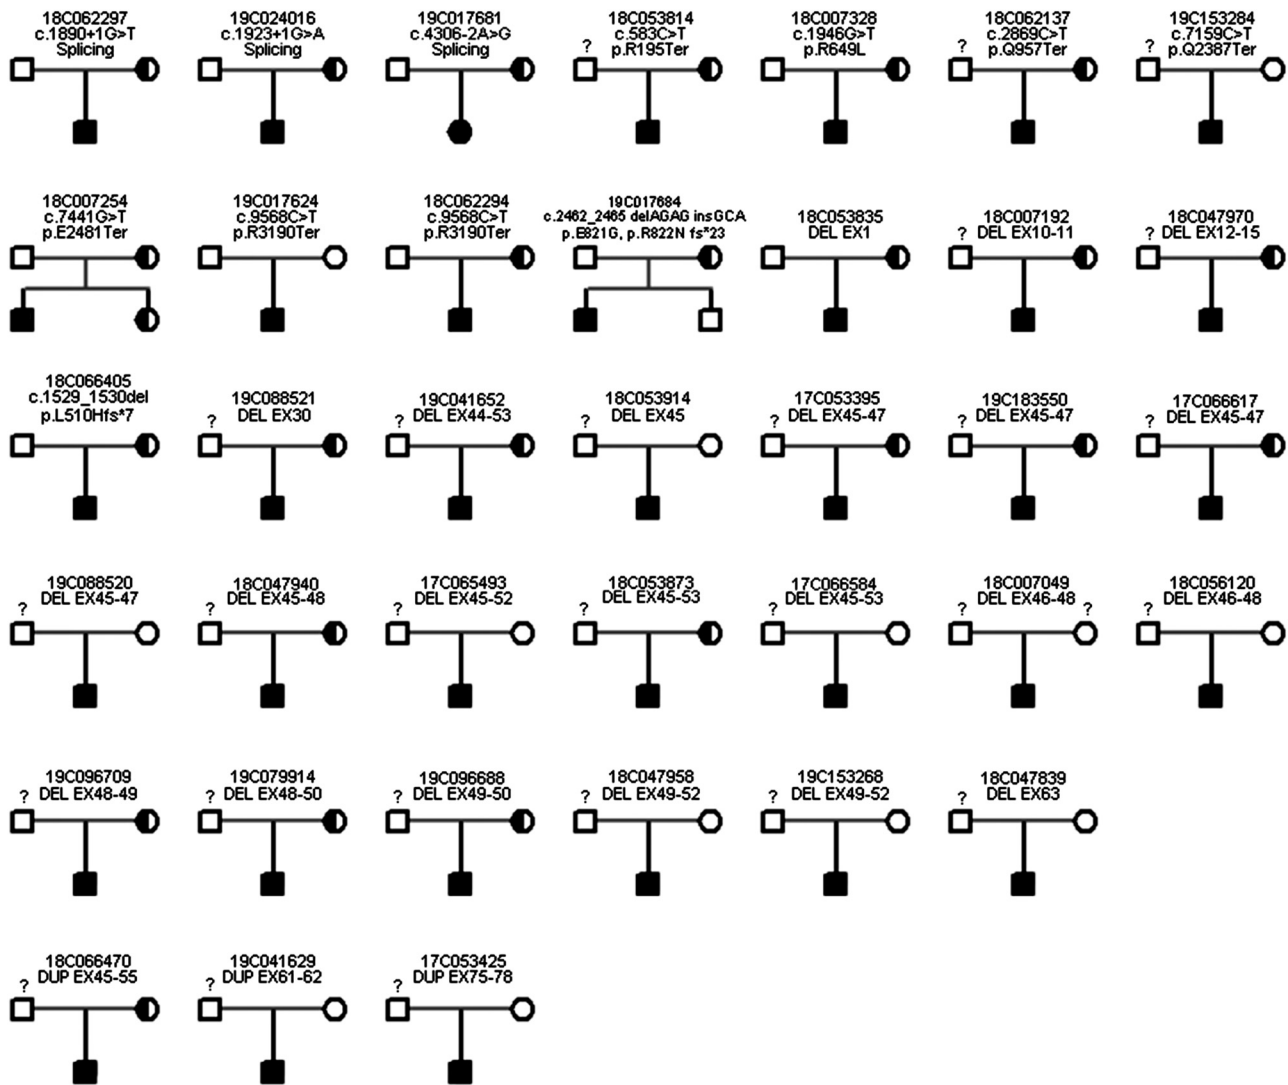 18C062297
c.1890+1G>T
Splicing
19C024016
c.1923+1G>A
Splicing
19C017681
c.4306-2A>G
Splicing
18C053814
c.583C>T
? p.R195Ter
18C007328
c.1946G>T
p.R649L
18C062137
c.2869C>T
? p.Q957Ter
19C153284
c.7159C>T
? p.Q2387Ter
18C007254
c.7441G>T
p.E2481Ter
19C017624
c.9568C>T
p.R3190Ter
18C062294
c.9568C>T
p.R3190Ter
19C017684
c.2462_2465 delAGAG insGCA
p.E821G, p.R822N fs*23
18C053835
DEL EX1
18C007192
? DEL EX10-11
18C047970
? DEL EX12-15
18C066405
c.1529_1530del
p.L510Hfs*7
19C088521
? DEL EX30
19C041652
? DEL EX44-53
18C053914
? DEL EX45
17C053395
? DEL EX45-47
19C183550
? DEL EX45-47
17C066617
? DEL EX45-47
19C088520
? DEL EX45-47
18C047940
? DEL EX45-48
17C065493
? DEL EX45-52
18C053873
? DEL EX45-53
17C066584
? DEL EX45-53
18C007049
? DEL EX46-48 ?
18C056120
? DEL EX46-48
19C096709
? DEL EX48-49
19C079914
? DEL EX48-50
19C096688
? DEL EX49-50
18C047958
? DEL EX49-52
19C153268
? DEL EX49-52
18C047839
? DEL EX63
18C066470
? DUP EX45-55
19C041629
? DUP EX61-62
17C053425
? DUP EX75-78